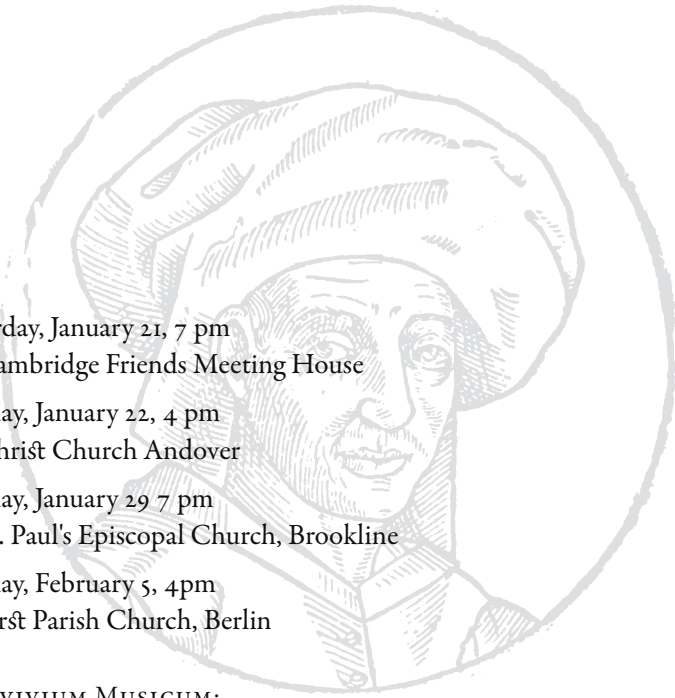 rday, January 21, 7 pm
ambridge Friends Meeting House
ay, January 22, 4 pm
hrist Church Andover
ay, January 29 7 pm
. Paul's Episcopal Church, Brookline
ay, February 5, 4pm
rst Parish Church, Berlin
vivium Musicum: